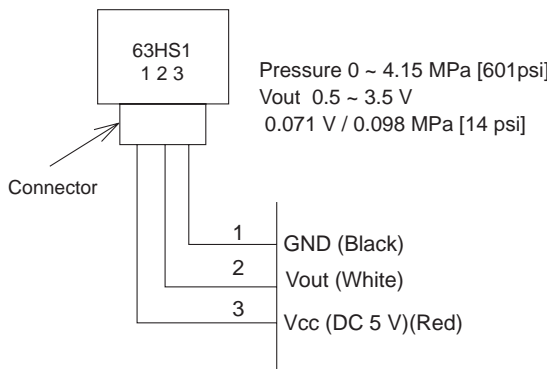 63HS1
1 2 3
Pressure 0 ~ 4.15 MPa [601psi]
Vout 0.5 ~ 3.5 V
0.071 V / 0.098 MPa [14 psi]
Connector
1 GND (Black)
2 Vout (White)
3 Vcc (DC 5 V)(Red)